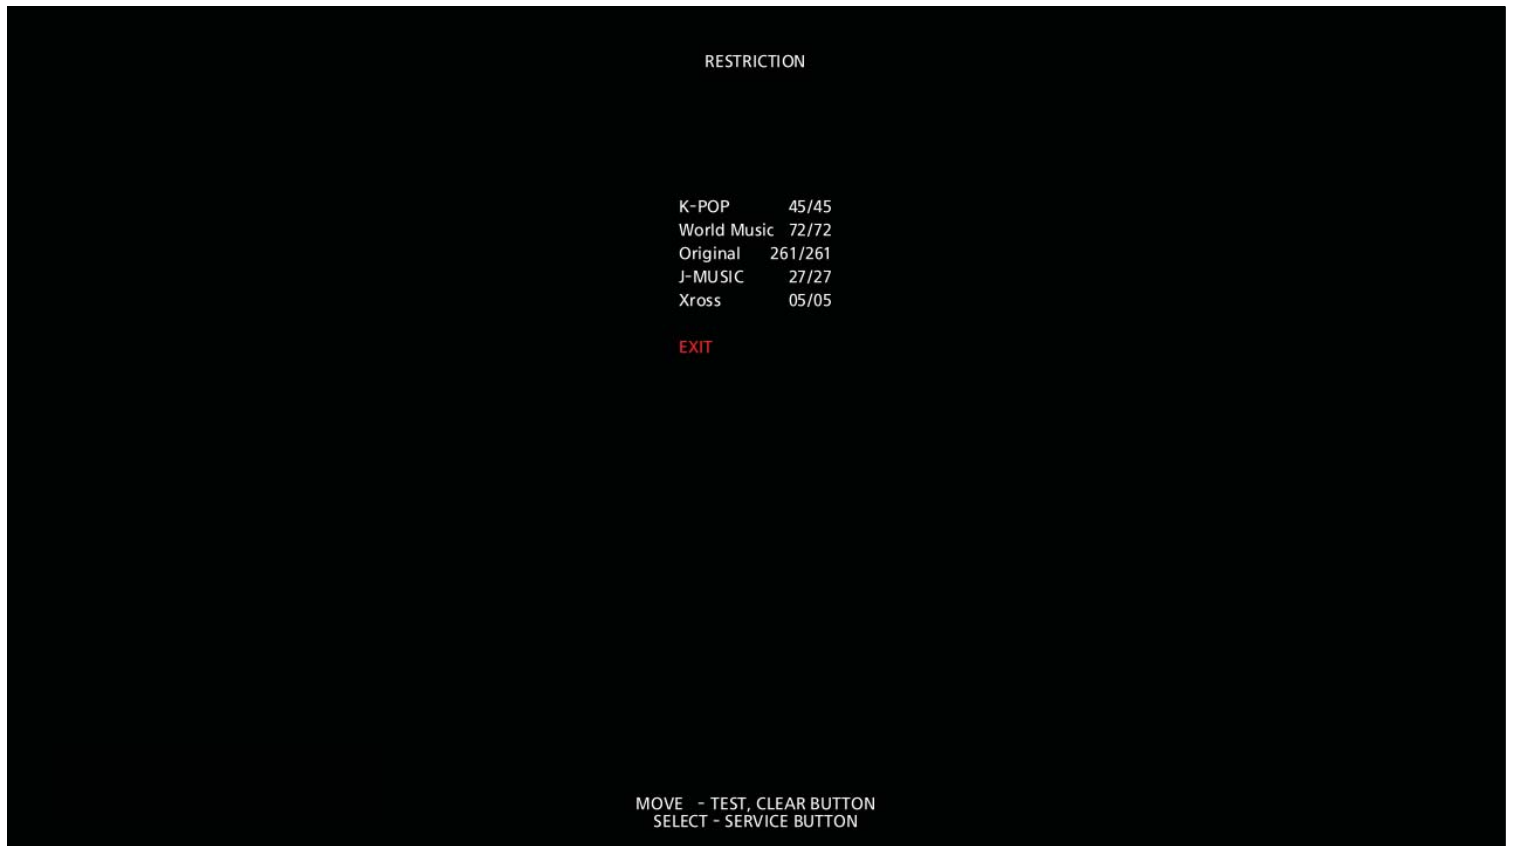 RESTRICTION
K-POP 45/45
World Music 72/72
Original 261/261
J-MUSIC 27/27
Xross 05/05
EXIT
MOVE - TEST, CLEAR BUTTON
SELECT - SERVICE BUTTON